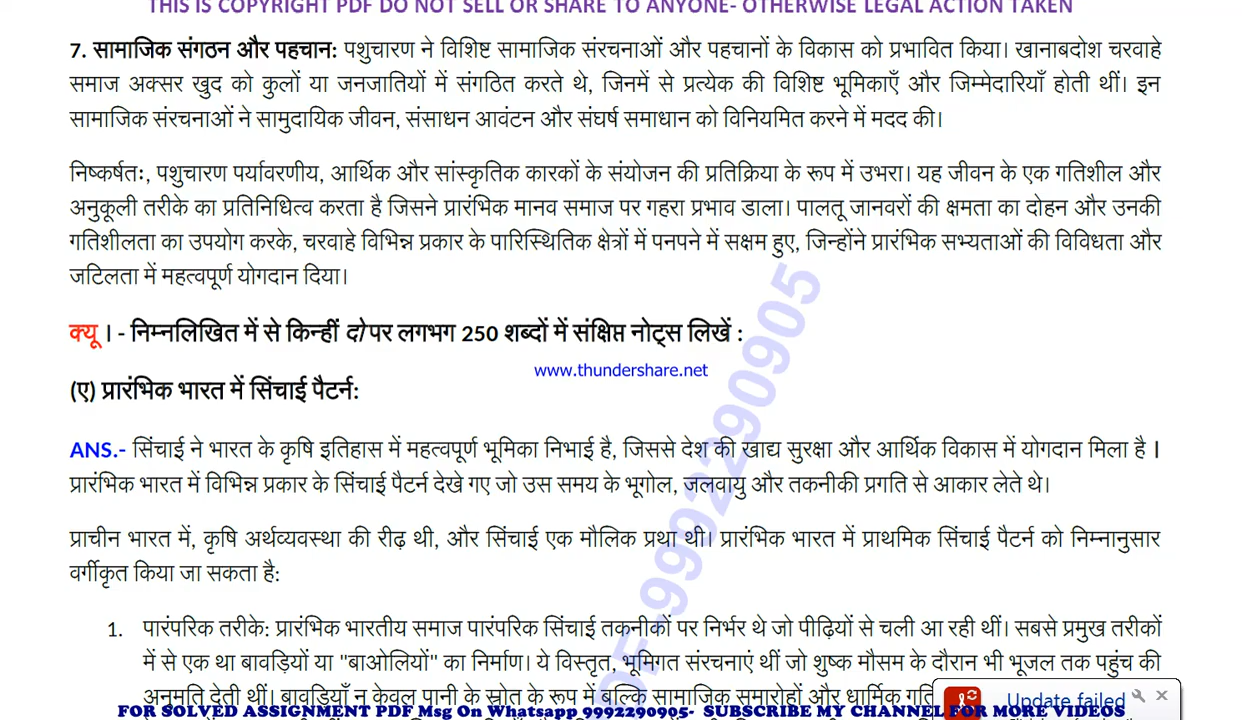 THIS IS COPYRIGHT PDF DO NOT SELL OR SHARE TO ANYONE- OTHERWISE LEGAL ACTION TAKEN
7. सामाजिक संगठन और पहचान: पशुचारण ने विशिष्ट सामाजिक संरचनाओं और पहचानों के विकास को प्रभावित किया। खानाबदोश चरवाहे
समाज अक्सर खुद को कुलों या जनजातियों में संगठित करते थे, जिनमें से प्रत्येक की विशिष्ट भूमिकाएँ और जिम्मेदारियाँ होती थीं। इन
सामाजिक संरचनाओं ने सामुदायिक जीवन, संसाधन आवंटन और संघर्ष समाधान को विनियमित करने में मदद की।
निष्कर्षतः, पशुचारण पर्यावरणीय, आर्थिक और सांस्कृतिक कारकों के संयोजन की प्रतिक्रिया के रूप में उभरा। यह जीवन के एक गतिशील और
अनुकूली तरीके का प्रतिनिधित्व करता है जिसने प्रारंभिक मानव समाज पर गहरा प्रभाव डाला। पालतू जानवरों की क्षमता का दोहन और उनकी
गतिशीलता का उपयोग करके, चरवाहे विभिन्न प्रकार के पारिस्थितिक क्षेत्रों में पनपने में सक्षम हुए, जिन्होंने प्रारंभिक सभ्यताओं की विविधता और
जटिलता में महत्वपूर्ण योगदान दिया।
क्यू । - निम्नलिखित में से किन्हीं दो पर लगभग 250 शब्दों में संक्षिप्त नोट्स लिखें :
www.thundershare.net
(ए) प्रारंभिक भारत में सिंचाई पैटर्न:
ANS.- सिंचाई ने भारत के कृषि इतिहास में महत्वपूर्ण भूमिका निभाई है, जिससे देश की खाद्य सुरक्षा और आर्थिक विकास में योगदान मिला है ।
प्रारंभिक भारत में विभिन्न प्रकार के सिंचाई पैटर्न देखे गए जो उस समय के भूगोल, जलवायु और तकनीकी प्रगति से आकार लेते थे।
प्राचीन भारत में, कृषि अर्थव्यवस्था की रीढ़ थी, और सिंचाई एक मौलिक प्रथा थी। प्रारंभिक भारत में प्राथमिक सिंचाई पैटर्न को निम्नानुसार
वर्गीकृत किया जा सकता है:
1. पारंपरिक तरीके: प्रारंभिक भारतीय समाज पारंपरिक सिंचाई तकनीकों पर निर्भर थे जो पीढ़ियों से चली आ रही थीं। सबसे प्रमुख तरीकों
में से एक था बावड़ियों या "बाओलियों" का निर्माण। ये विस्तृत, भूमिगत संरचनाएं थीं जो शुष्क मौसम के दौरान भी भूजल तक पहुंच की
अनुमति देती थीं। बावड़ियाँ न केवल पानी के स्रोत के रूप में बल्कि सामाजिक समारोहों और धार्मिक
Update failed
FOR SOLVED ASSIGNMENT PDF Msg On Whatsapp 9992290905- SUBSCRIBE MY CHANNEL FOR MORE VIDEOS
DF-9992290905